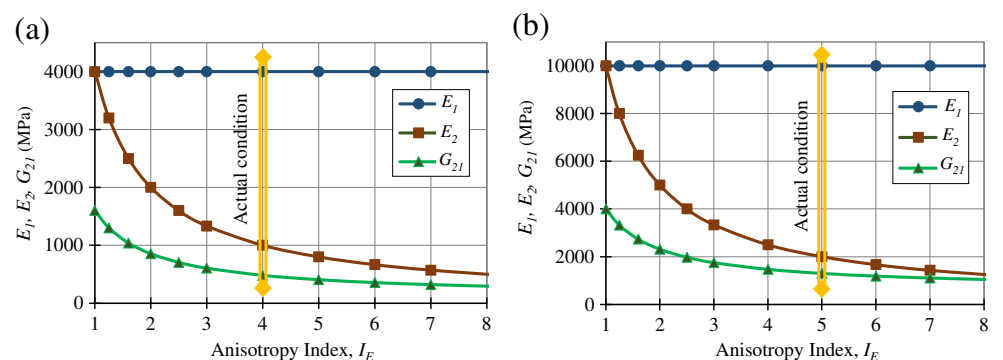 (a)
E1, E2, G21 (MPa)
4000
3000
2000
1000
0
1 2 3 4 5 6 7 8
Anisotropy Index, IE
Actual condition
E1
E2
G21
(b)
E1, E2, G21 (MPa)
10000
8000
6000
4000
2000
0
1 2 3 4 5 6 7 8
Anisotropy Index, IE
Actual condition
E1
E2
G21